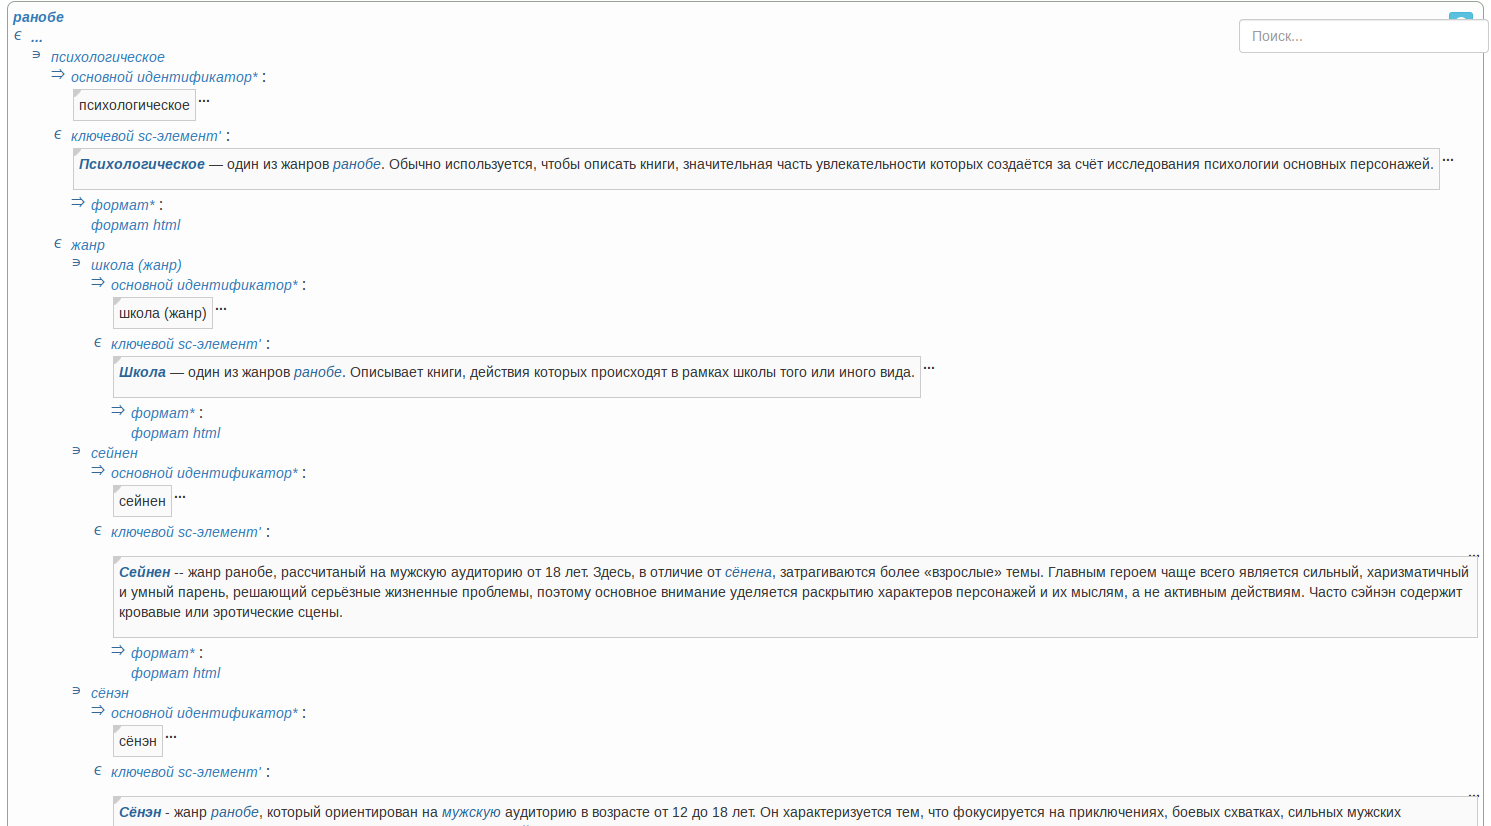 ранобе
∈ ...
Поиск...
∋ психологическое
⇒ основной идентификатор* :
психологическое ...
∈ ключевой sc-элемент' :
Психологическое — один из жанров ранобе. Обычно используется, чтобы описать книги, значительная часть увлекательности которых создаётся за счёт исследования психологии основных персонажей. ...
⇒ формат* :
формат html
∈ жанр
∋ школа (жанр)
⇒ основной идентификатор* :
школа (жанр) ...
∈ ключевой sc-элемент' :
Школа — один из жанров ранобе. Описывает книги, действия которых происходят в рамках школы того или иного вида. ...
⇒ формат* :
формат html
∋ сейнен
⇒ основной идентификатор* :
сейнен ...
∈ ключевой sc-элемент' :
...
Сейнен -- жанр ранобе, рассчитаный на мужскую аудиторию от 18 лет. Здесь, в отличие от сёнена, затрагиваются более «взрослые» темы. Главным героем чаще всего является сильный, харизматичный
и умный парень, решающий серьёзные жизненные проблемы, поэтому основное внимание уделяется раскрытию характеров персонажей и их мыслям, а не активным действиям. Часто сэйнэн содержит
кровавые или эротические сцены.
⇒ формат* :
формат html
∋ сёнэн
⇒ основной идентификатор* :
сёнэн ...
∈ ключевой sc-элемент' :
...
Сёнэн - жанр ранобе, который ориентирован на мужскую аудиторию в возрасте от 12 до 18 лет. Он характеризуется тем, что фокусируется на приключениях, боевых схватках, сильных мужских